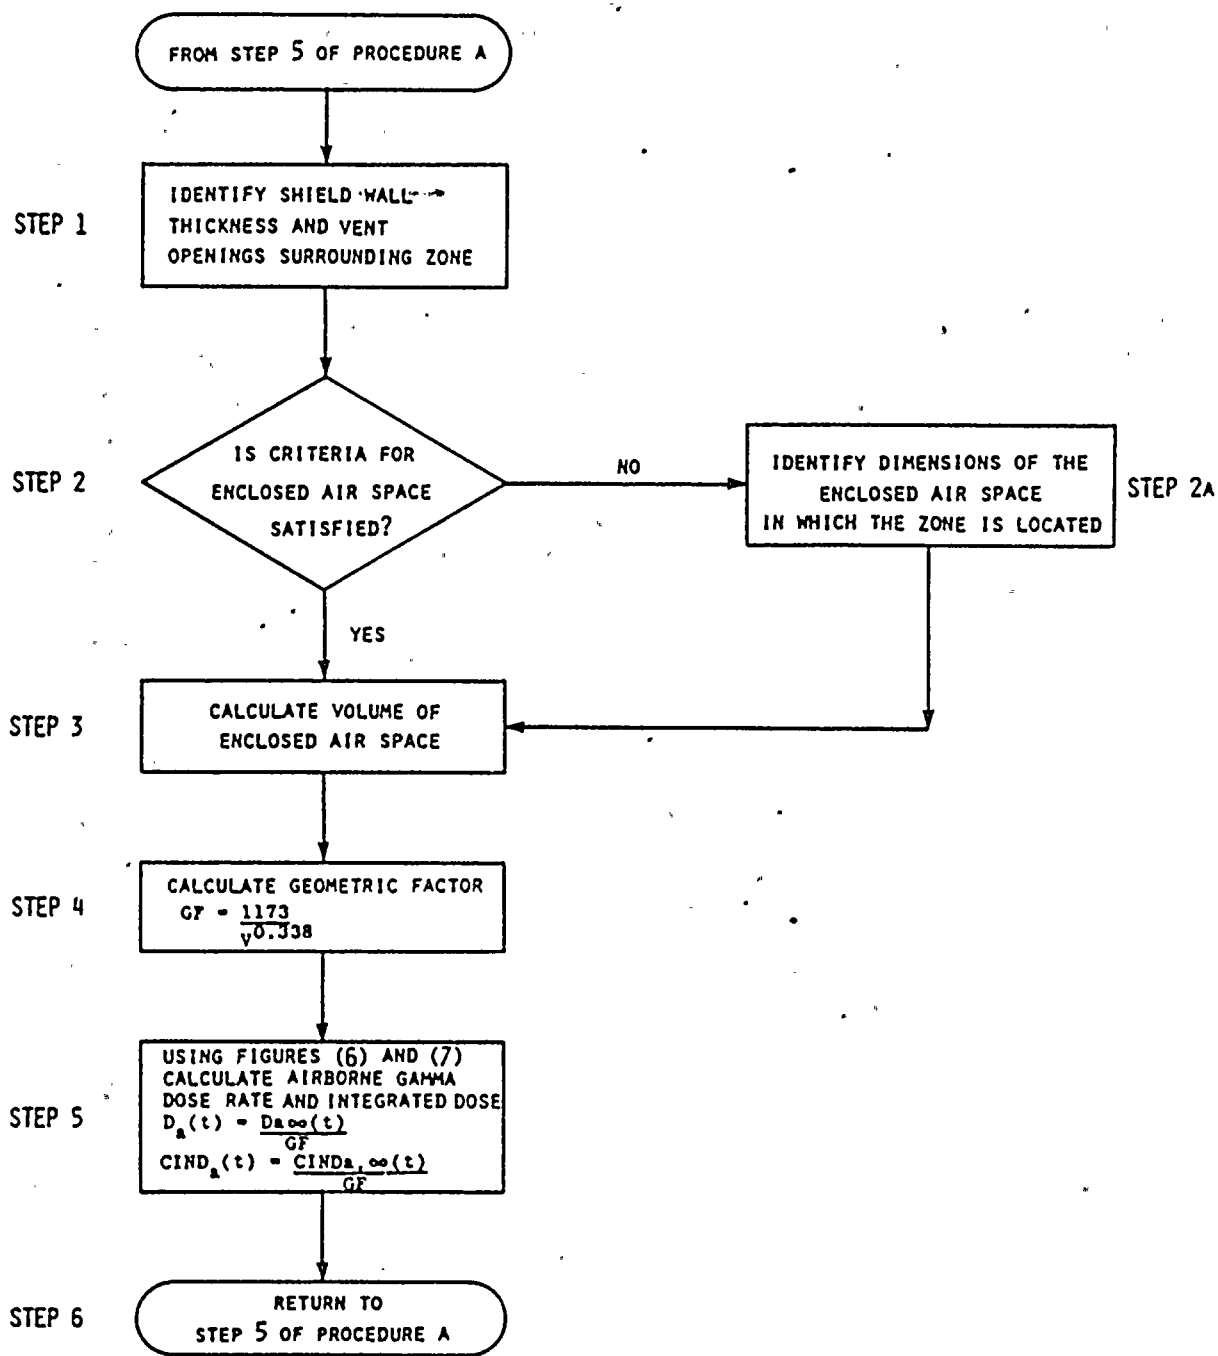 FROM STEP 5 OF PROCEDURE A
STEP 1
IDENTIFY SHIELD WALL
THICKNESS AND VENT
OPENINGS SURROUNDING ZONE
STEP 2
IS CRITERIA FOR
ENCLOSED AIR SPACE
SATISFIED?
NO
IDENTIFY DIMENSIONS OF THE
ENCLOSED AIR SPACE
IN WHICH THE ZONE IS LOCATED
STEP 2A
YES
STEP 3
CALCULATE VOLUME OF
ENCLOSED AIR SPACE
STEP 4
CALCULATE GEOMETRIC FACTOR
GF = 1173
V0.338
STEP 5
USING FIGURES (6) AND (7)
CALCULATE AIRBORNE GAMMA
DOSE RATE AND INTEGRATED DOSE
Da(t) = Da∞(t)
GF
CINDa(t) = CINDa,∞(t)
GF
STEP 6
RETURN TO
STEP 5 OF PROCEDURE A